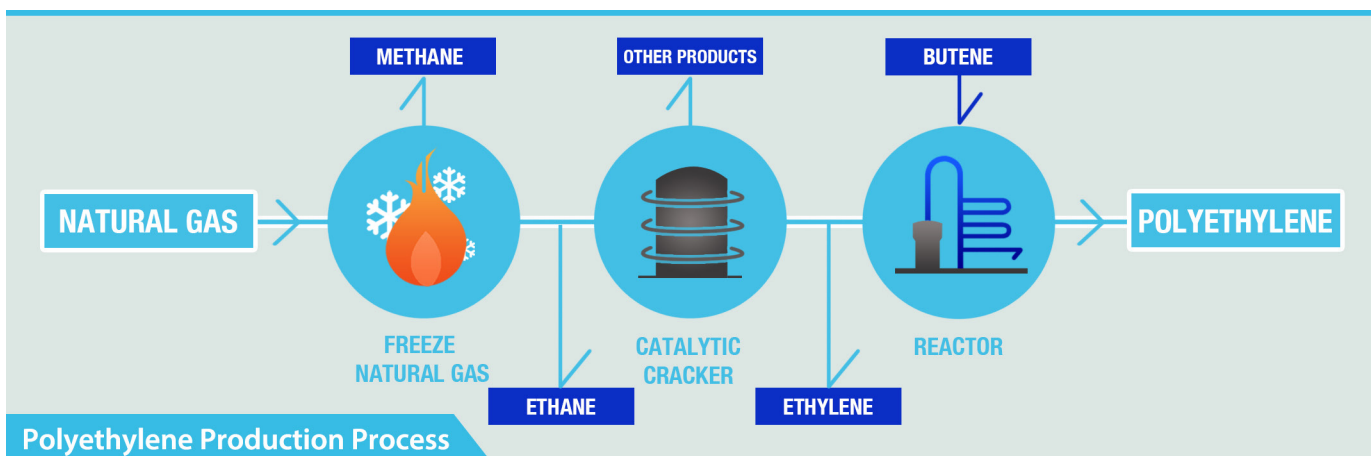 METHANE
OTHER PRODUCTS
BUTENE
NATURAL GAS
POLYETHYLENE
FREEZE
NATURAL GAS
CATALYTIC
CRACKER
REACTOR
ETHANE
ETHYLENE
Polyethylene Production Process